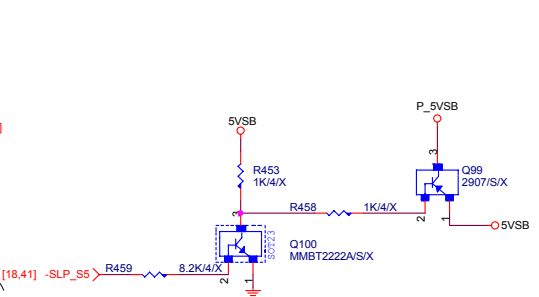 P_5VSB
5VSB
3
Q99
2907/S/X
R453
1K/4/X
R458
1K/4/X
2
1
5VSB
3
SOT23
Q100
MMBT2222A/S/X
[18,41]
-SLP_S5
R459
8.2K/4/X
2
1